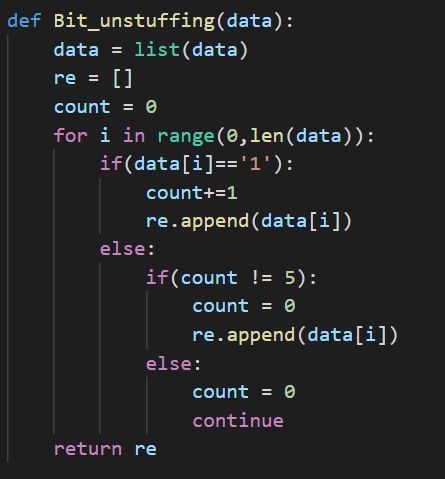 def Bit_unstuffing(data):
    data = list(data)
    re = []
    count = 0
    for i in range(0,len(data)):
        if(data[i]=='1'):
            count+=1
            re.append(data[i])
        else:
            if(count != 5):
                count = 0
                re.append(data[i])
            else:
                count = 0
                continue
    return re